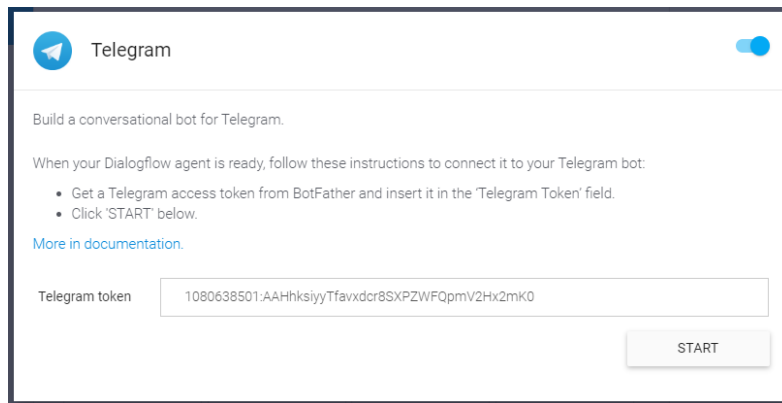 Telegram
Build a conversational bot for Telegram.
When your Dialogflow agent is ready, follow these instructions to connect it to your Telegram bot:
• Get a Telegram access token from BotFather and insert it in the 'Telegram Token' field.
• Click 'START' below.
More in documentation.
Telegram token 1080638501:AAHhksiyyTfavxdcr8SXPZWFQpmV2Hx2mK0
START